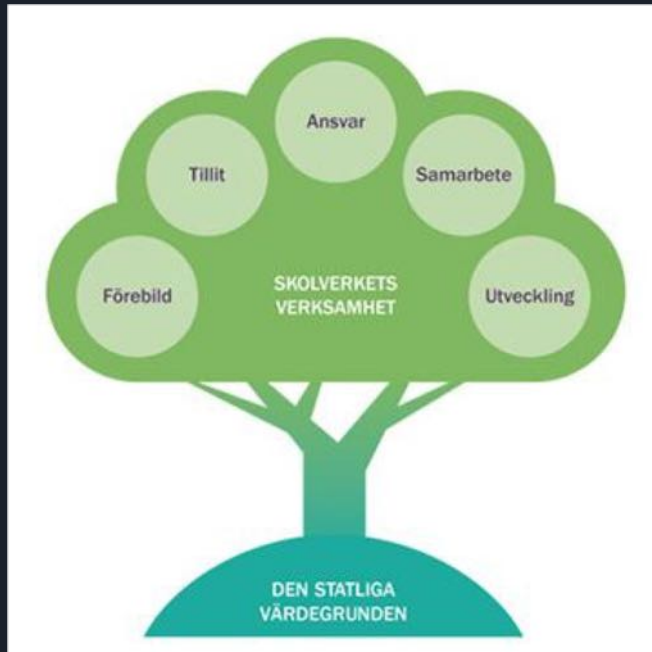 Ansvar
Tillit
Samarbete
Förebild
SKOLVERKETS
VERKSAMHET
Utveckling
DEN STATLIGA
VÄRDEGRUNDEN